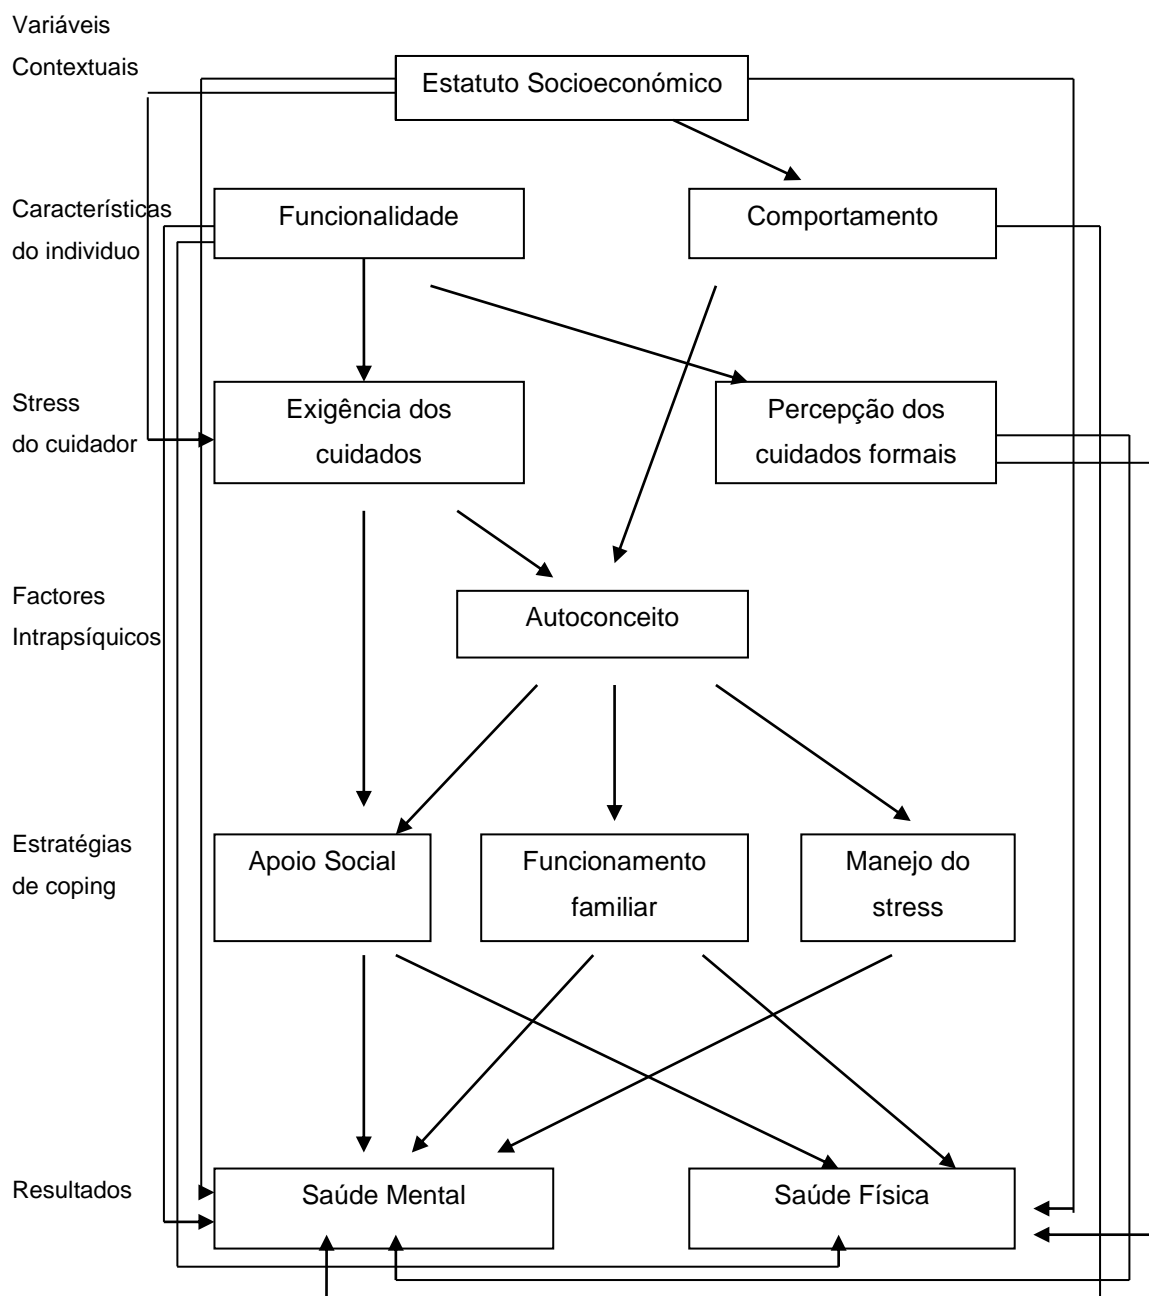 Variáveis
Contextuais
Estatuto Socioeconómico
Características
do individuo
Funcionalidade
Comportamento
Stress
do cuidador
Exigência dos
cuidados
Percepção dos
cuidados formais
Factores
Intrapsíquicos
Autoconceito
Estratégias
de coping
Apoio Social
Funcionamento
familiar
Manejo do
stress
Resultados
Saúde Mental
Saúde Física